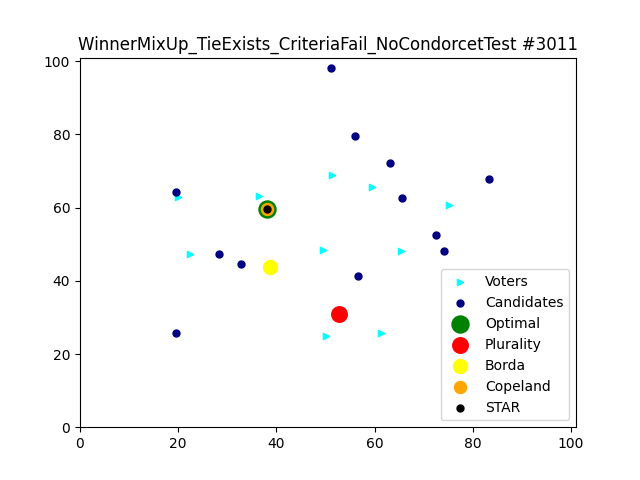 WinnerMixUp_TieExists_CriteriaFail_NoCondorcetTest #3011
100
80
60
40
20
0
0 20 40 60 80 100
Voters
Candidates
Optimal
Plurality
Borda
Copeland
STAR